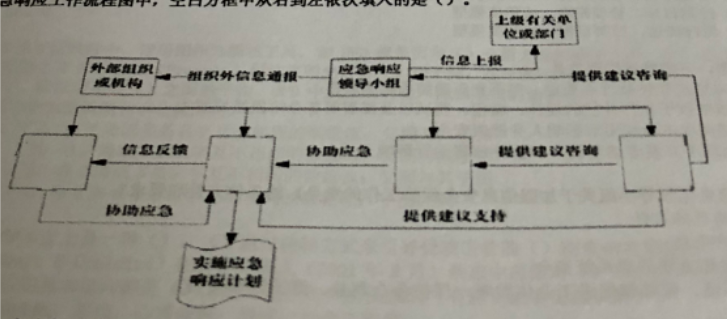 急响应工作流程图中，空白方框中从右到左依次填入的是（ ）。
上级有关单
位或部门
信息上报
外部组织
或机构
组织外信息通报
应急响应
领导小组
提供建议咨询
信息反馈
协助应急
提供建议咨询
协助应急
提供建议支持
实施应急
响应计划